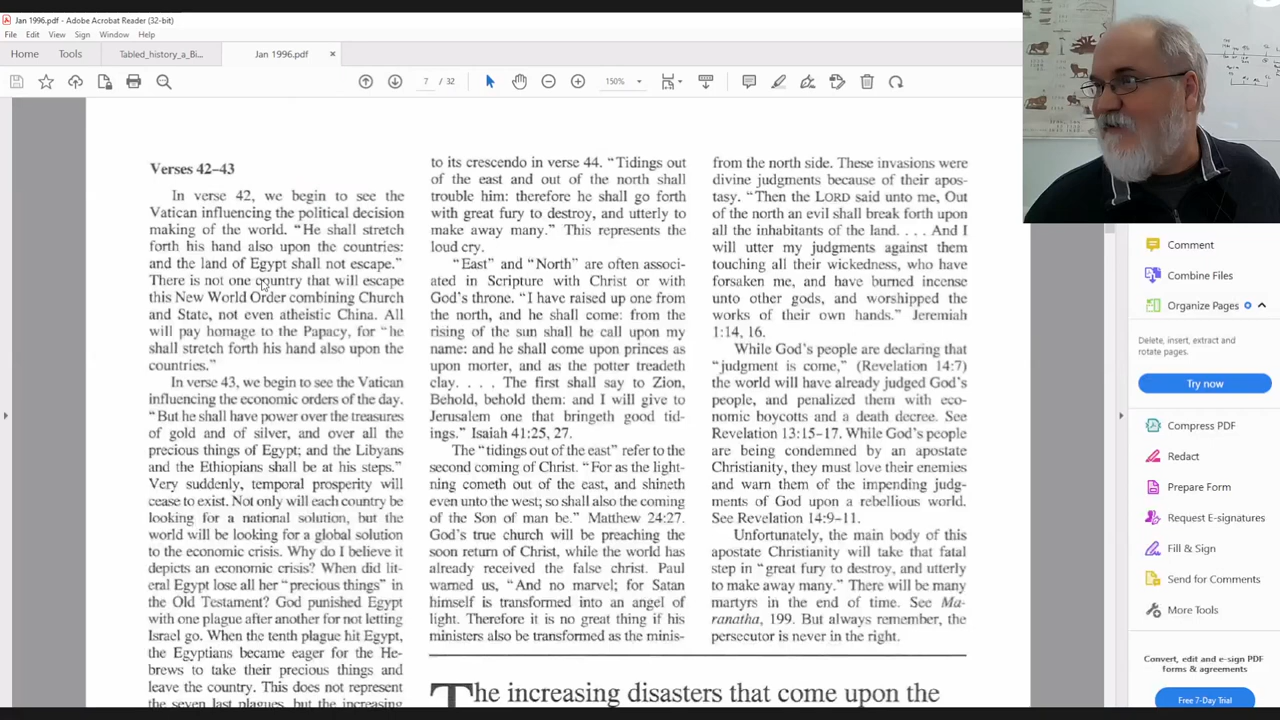 Jan 1996.pdf - Adobe Acrobat Reader (32-bit)
File Edit View Sign Window Help
Home Tools Tabled_history_a_Bi... Jan 1996.pdf ×
7 / 32 150%
Verses 42–43
In verse 42, we begin to see the
Vatican influencing the political decision
making of the world. “He shall stretch
forth his hand also upon the countries:
and the land of Egypt shall not escape.”
There is not one country that will escape
this New World Order combining Church
and State, not even atheistic China. All
will pay homage to the Papacy, for “he
shall stretch forth his hand also upon the
countries.”
In verse 43, we begin to see the Vatican
influencing the economic orders of the day.
“But he shall have power over the treasures
of gold and of silver, and over all the
precious things of Egypt; and the Libyans
and the Ethiopians shall be at his steps.”
Very suddenly, temporal prosperity will
cease to exist. Not only will each country be
looking for a national solution, but the
world will be looking for a global solution
to the economic crisis. Why do I believe it
depicts an economic crisis? When did lit-
eral Egypt lose all her “precious things” in
the Old Testament? God punished Egypt
with one plague after another for not letting
Israel go. When the tenth plague hit Egypt,
the Egyptians became eager for the He-
brews to take their precious things and
leave the country. This does not represent
the seven last plagues, but the increasing
to its crescendo in verse 44. “Tidings out
of the east and out of the north shall
trouble him: therefore he shall go forth
with great fury to destroy, and utterly to
make away many.” This represents the
loud cry.
“East” and “North” are often associ-
ated in Scripture with Christ or with
God's throne. “I have raised up one from
the north, and he shall come: from the
rising of the sun shall he call upon my
name: and he shall come upon princes as
upon morter, and as the potter treadeth
clay. . . . The first shall say to Zion,
Behold, behold them: and I will give to
Jerusalem one that bringeth good tid-
ings.” Isaiah 41:25, 27.
The “tidings out of the east” refer to the
second coming of Christ. “For as the light-
ning cometh out of the east, and shineth
even unto the west; so shall also the coming
of the Son of man be.” Matthew 24:27.
God's true church will be preaching the
soon return of Christ, while the world has
already received the false christ. Paul
warned us, “And no marvel; for Satan
himself is transformed into an angel of
light. Therefore it is no great thing if his
ministers also be transformed as the minis-
from the north side. These invasions were
divine judgments because of their apos-
tasy. “Then the LORD said unto me, Out
of the north an evil shall break forth upon
all the inhabitants of the land. . . . And I
will utter my judgments against them
touching all their wickedness, who have
forsaken me, and have burned incense
unto other gods, and worshipped the
works of their own hands.” Jeremiah
1:14, 16.
While God's people are declaring that
“judgment is come,” (Revelation 14:7)
the world will have already judged God's
people, and penalized them with eco-
nomic boycotts and a death decree. See
Revelation 13:15–17. While God's people
are being condemned by an apostate
Christianity, they must love their enemies
and warn them of the impending judg-
ments of God upon a rebellious world.
See Revelation 14:9–11.
Unfortunately, the main body of this
apostate Christianity will take that fatal
step in “great fury to destroy, and utterly
to make away many.” There will be many
martyrs in the end of time. See Ma-
ranatha, 199. But always remember, the
persecutor is never in the right.
The increasing disasters that come upon the
Comment
Combine Files
Organize Pages
Delete, insert, extract and
rotate pages.
Try now
Compress PDF
Redact
Prepare Form
Request E-signatures
Fill & Sign
Send for Comments
More Tools
Convert, edit and e-sign PDF
forms & agreements
Free 7-Day Trial